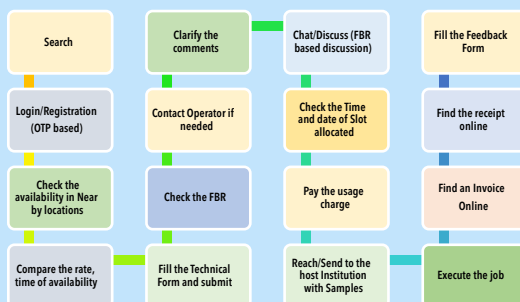 Search
Login/Registration
(OTP based)
Check the
availability in Near
by locations
Compare the rate,
time of availability
Fill the Technical
Form and submit
Check the FBR
Contact Operator if
needed
Clarify the
comments
Chat/Discuss (FBR
based discussion)
Check the Time
and date of Slot
allocated
Pay the usage
charge
Reach/Send to the
host Institution
with Samples
Execute the job
Find an Invoice
Online
Find the receipt
online
Fill the Feedback
Form